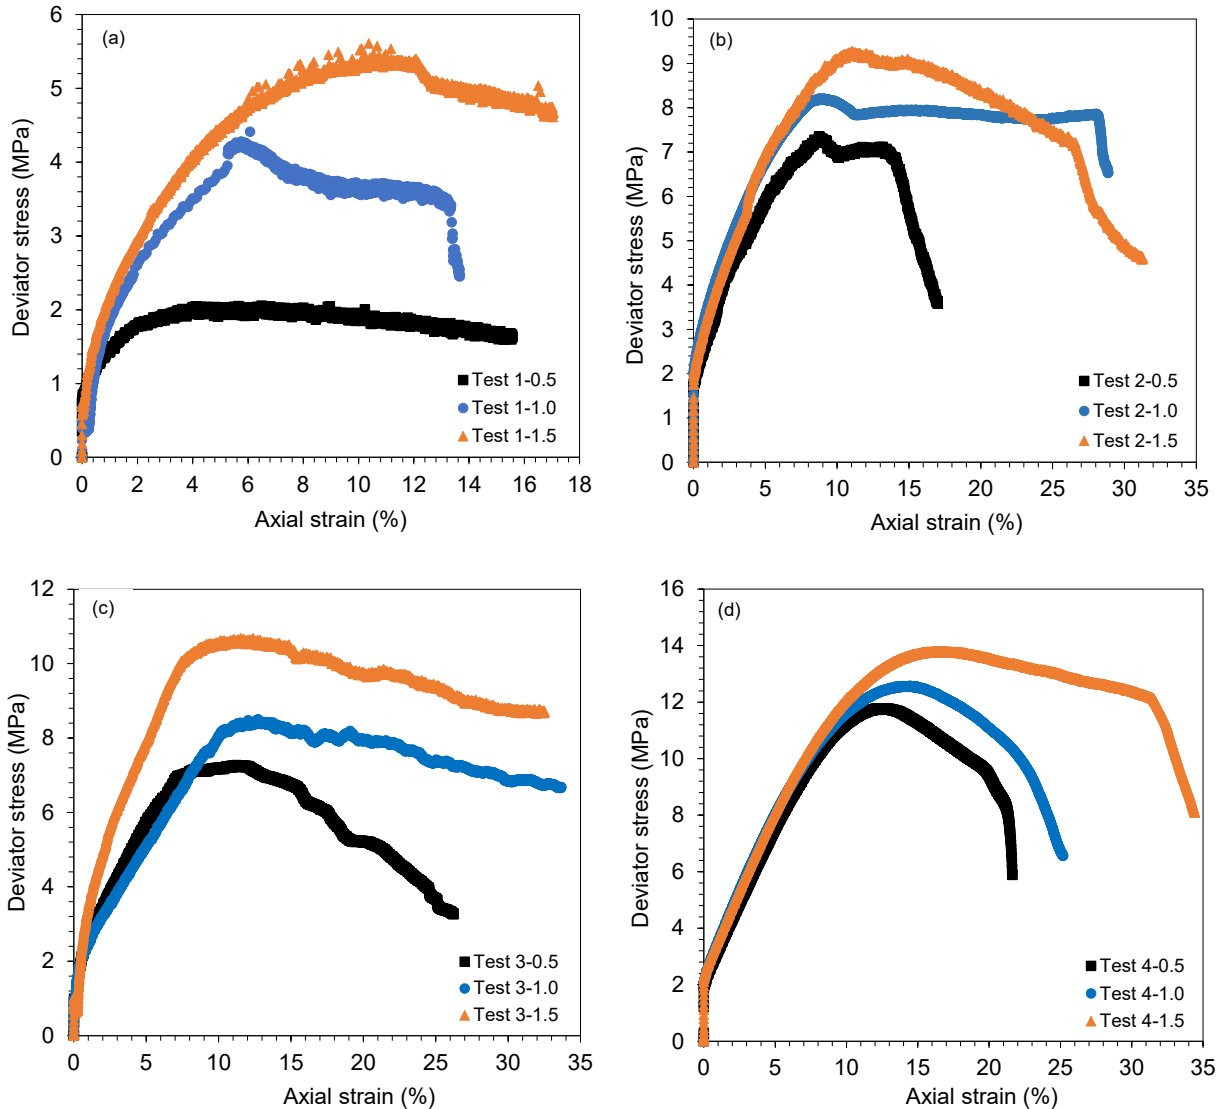 (a)
Deviator stress (MPa)
6
5
4
3
2
1
0
0 2 4 6 8 10 12 14 16 18
Axial strain (%)
Test 1-0.5
Test 1-1.0
Test 1-1.5
(b)
Deviator stress (MPa)
10
9
8
7
6
5
4
3
2
1
0
0 5 10 15 20 25 30 35
Axial strain (%)
Test 2-0.5
Test 2-1.0
Test 2-1.5
(c)
Deviator stress (MPa)
12
10
8
6
4
2
0
0 5 10 15 20 25 30 35
Axial strain (%)
Test 3-0.5
Test 3-1.0
Test 3-1.5
(d)
Deviator stress (MPa)
16
14
12
10
8
6
4
2
0
0 5 10 15 20 25 30 35
Axial strain (%)
Test 4-0.5
Test 4-1.0
Test 4-1.5